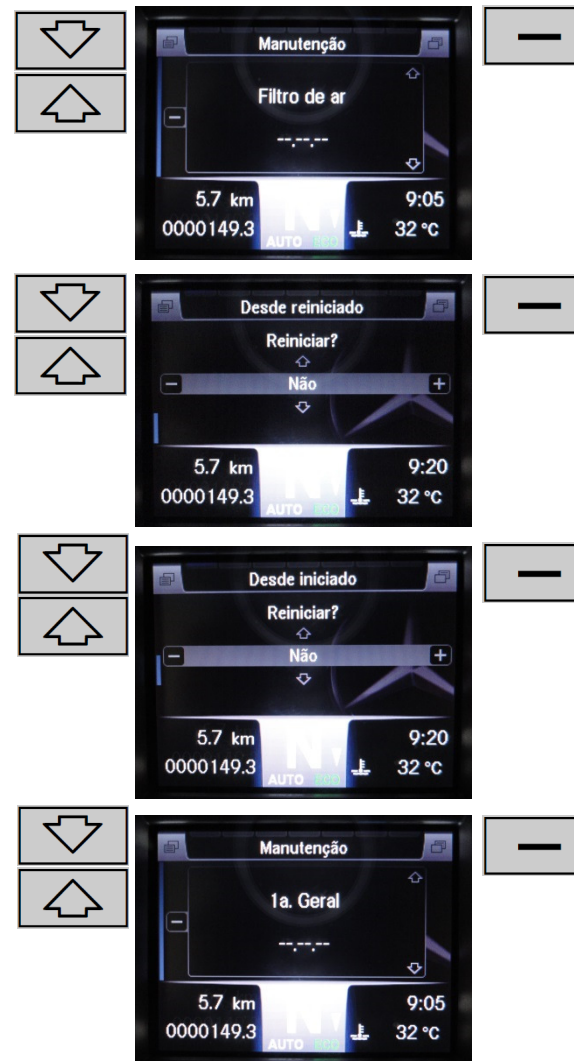 Manutenção
Filtro de ar
--.--.--
5.7 km 9:05
0000149.3 32 °C
AUTO ECO
Desde reiniciado
Reiniciar?
− Não +
5.7 km 9:20
0000149.3 32 °C
AUTO ECO
Desde iniciado
Reiniciar?
− Não +
5.7 km 9:20
0000149.3 32 °C
AUTO ECO
Manutenção
1a. Geral
--.--.--
5.7 km 9:05
0000149.3 32 °C
AUTO ECO